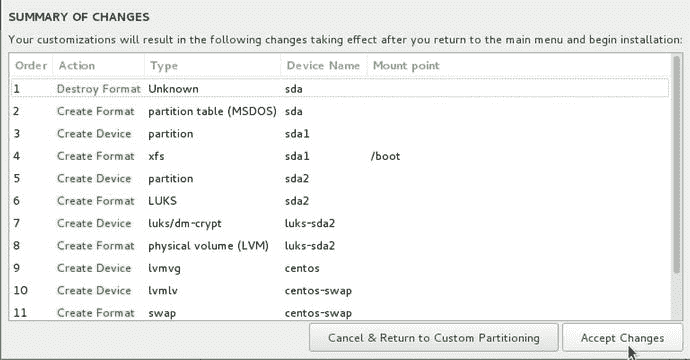 SUMMARY OF CHANGES
Your customizations will result in the following changes taking effect after you return to the main menu and begin installation:
Order Action Type Device Name Mount point
1 Destroy Format Unknown sda
2 Create Format partition table (MSDOS) sda
3 Create Device partition sda1
4 Create Format xfs sda1 /boot
5 Create Device partition sda2
6 Create Format LUKS sda2
7 Create Device luks/dm-crypt luks-sda2
8 Create Format physical volume (LVM) luks-sda2
9 Create Device lvmvg centos
10 Create Device lvmlv centos-swap
11 Create Format swap centos-swap
Cancel & Return to Custom Partitioning Accept Changes